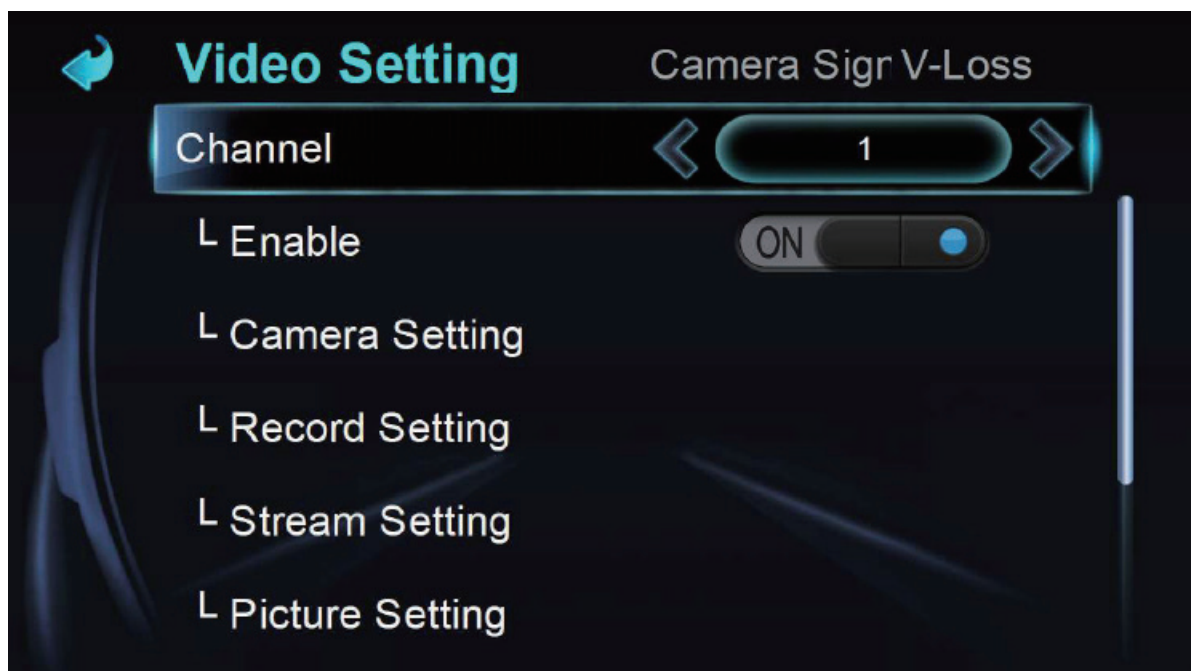 Video Setting Camera Sigr V-Loss
Channel 1
└ Enable ON
└ Camera Setting
└ Record Setting
└ Stream Setting
└ Picture Setting